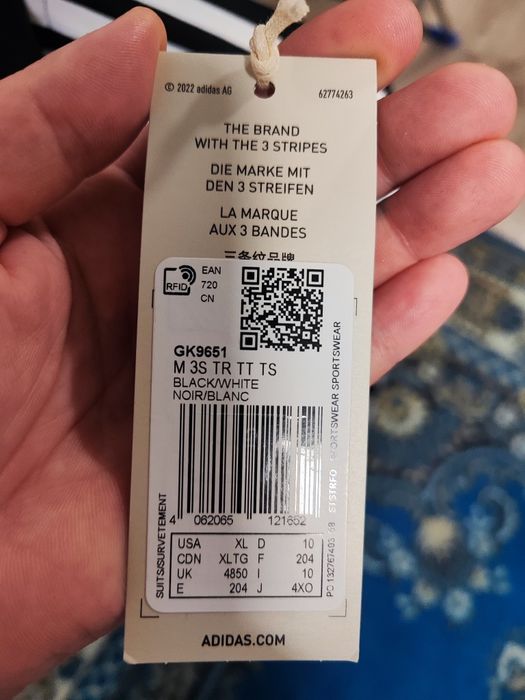 © 2022 adidas AG 62774263
THE BRAND
WITH THE 3 STRIPES
DIE MARKE MIT
DEN 3 STREIFEN
LA MARQUE
AUX 3 BANDES
三条纹品牌
RFID
EAN
720
CN
GK9651
M 3S TR TT TS
BLACK/WHITE
NOIR/BLANC
4 062065 121652
USA XL D 10
CDN XLTG F 204
UK 4850 I 10
E 204 J 4XO
SUITS/SURVETEMENT
SPORTSWEAR SPORTSWEAR
ADIDAS.COM